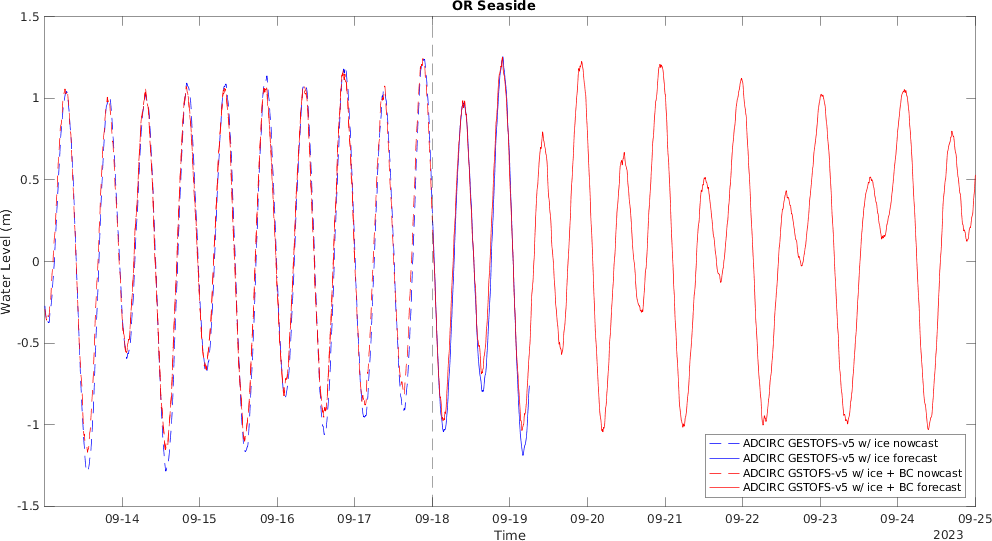 OR Seaside
1.5
1
0.5
0
-0.5
-1
-1.5
Water Level (m)
ADCIRC GESTOFS-v5 w/ ice nowcast
ADCIRC GESTOFS-v5 w/ ice forecast
ADCIRC GSTOFS-v5 w/ ice + BC nowcast
ADCIRC GSTOFS-v5 w/ ice + BC forecast
09-14 09-15 09-16 09-17 09-18 09-19 09-20 09-21 09-22 09-23 09-24 09-25
Time
2023